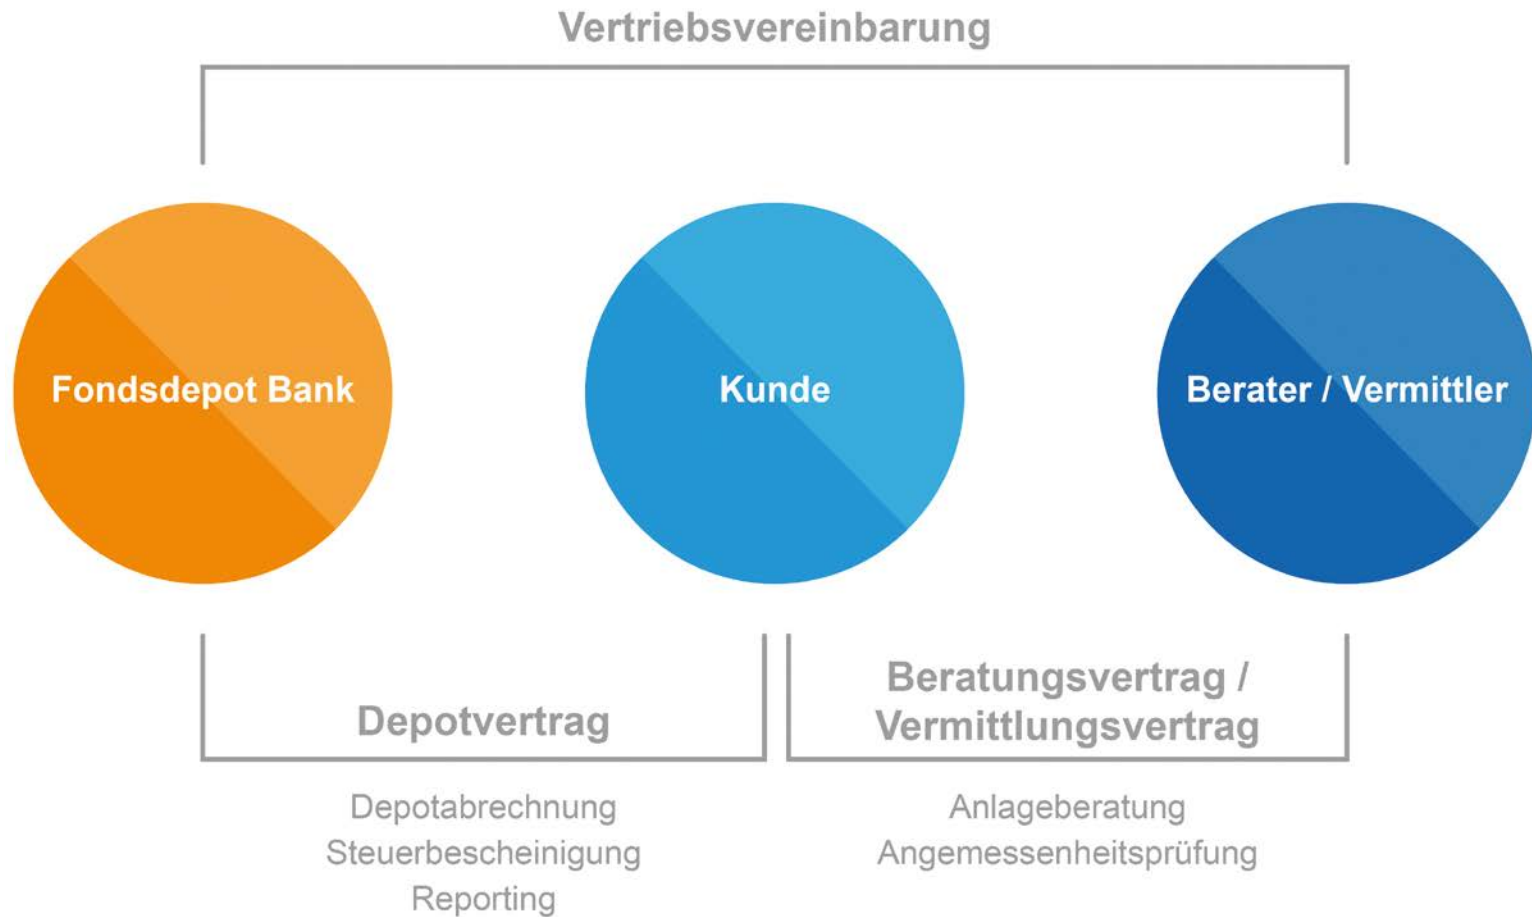 Vertriebsvereinbarung
Fondsdepot Bank
Kunde
Berater / Vermittler
Depotvertrag
Beratungsvertrag /
Vermittlungsvertrag
Depotabrechnung
Steuerbescheinigung
Reporting
Anlageberatung
Angemessenheitsprüfung